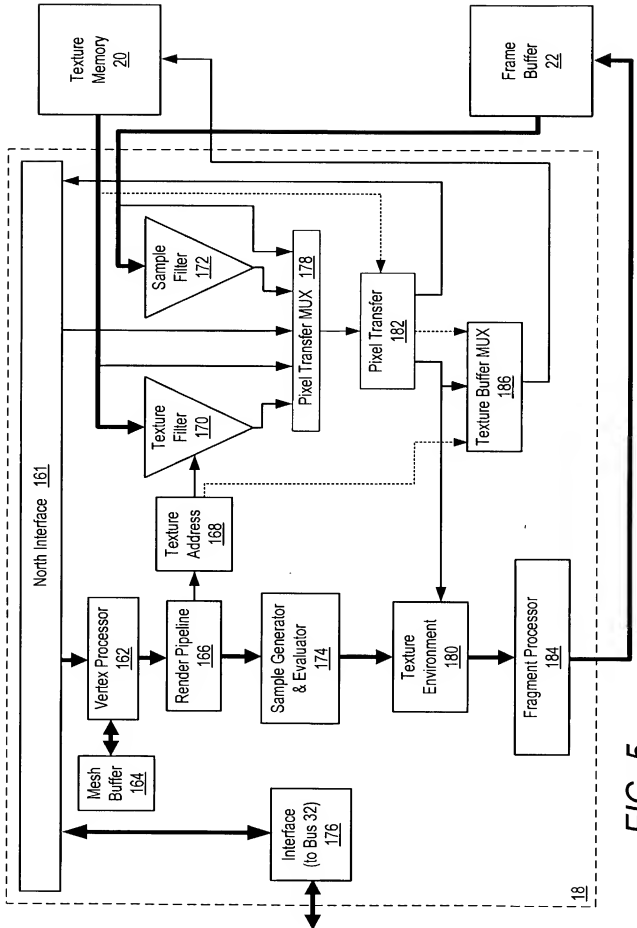 North Interface 161
Texture
Memory
20
Frame
Buffer
22
Vertex Processor
162
Mesh
Buffer
164
Render Pipeline
166
Texture
Address
168
Texture
Filter
170
Sample
Filter
172
Pixel Transfer MUX 178
Pixel Transfer
182
Texture Buffer MUX
186
Sample Generator
& Evaluator
174
Texture
Environment
180
Fragment Processor
184
Interface
(to Bus 32)
176
18
FIG. 5